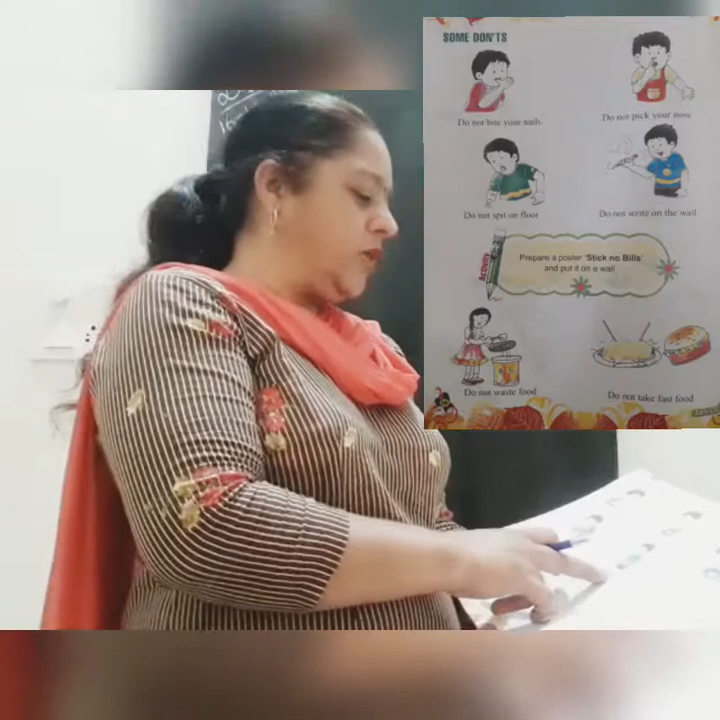 SOME DON'TS
Do not bite your nails
Do not pick your nose
Do not spit on floor
Do not write on the wall
Activity
Prepare a poster 'Stick no Bills'
and put it on a wall
Do not waste food
Do not take fast food